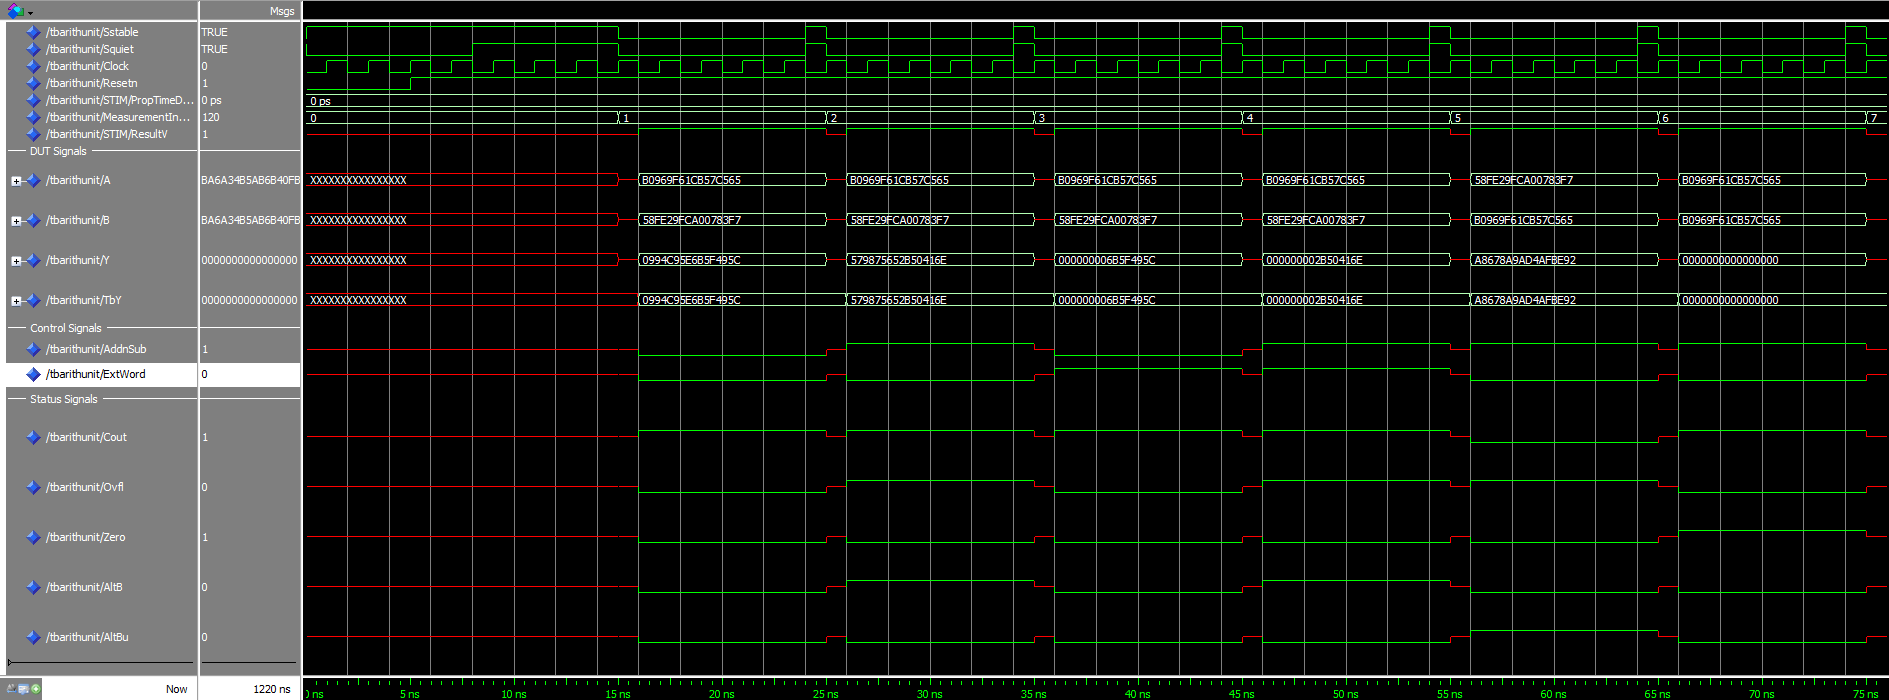 Msgs
/tbarithunit/Sstable TRUE
/tbarithunit/Squiet TRUE
/tbarithunit/Clock 0
/tbarithunit/Resetn 1
/tbarithunit/STIM/PropTimeD... 0 ps 0 ps
/tbarithunit/MeasurementIn... 120 0 1 2 3 4 5 6 7
/tbarithunit/STIM/ResultV 1
DUT Signals
/tbarithunit/A BA6A34B5AB6B40FB XXXXXXXXXXXXXXXX B0969F61CB57C565 B0969F61CB57C565 B0969F61CB57C565 B0969F61CB57C565 58FE29FCA00783F7 B0969F61CB57C565
/tbarithunit/B BA6A34B5AB6B40FB XXXXXXXXXXXXXXXX 58FE29FCA00783F7 58FE29FCA00783F7 58FE29FCA00783F7 58FE29FCA00783F7 B0969F61CB57C565 B0969F61CB57C565
/tbarithunit/Y 0000000000000000 XXXXXXXXXXXXXXXX 0994C95E6B5F495C 579875652B50416E 000000006B5F495C 000000002B50416E A8678A9AD4AFBE92 0000000000000000
/tbarithunit/TbY 0000000000000000 XXXXXXXXXXXXXXXX 0994C95E6B5F495C 579875652B50416E 000000006B5F495C 000000002B50416E A8678A9AD4AFBE92 0000000000000000
Control Signals
/tbarithunit/AddnSub 1
/tbarithunit/ExtWord 0
Status Signals
/tbarithunit/Cout 1
/tbarithunit/Ovfl 0
/tbarithunit/Zero 1
/tbarithunit/AltB 0
/tbarithunit/AltBu 0
Now 1220 ns ns 5 ns 10 ns 15 ns 20 ns 25 ns 30 ns 35 ns 40 ns 45 ns 50 ns 55 ns 60 ns 65 ns 70 ns 75 ns